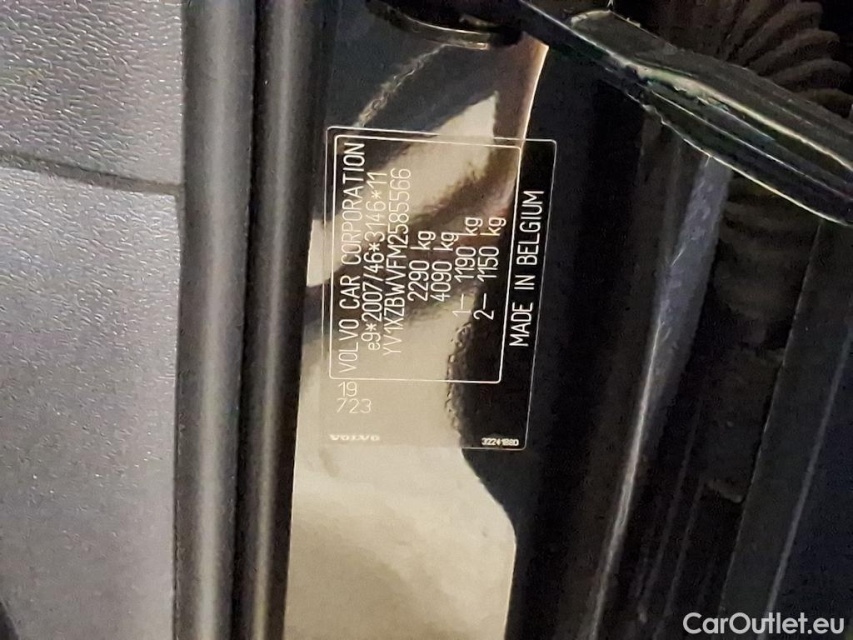 VOLVO CAR CORPORATION
e9*2007/46*3146*11
YV1XZBWVFM2585566
2290 kg
4090 kg
1– 1190 kg
2– 1150 kg
MADE IN BELGIUM
19
723
VOLVO
CarOutlet.eu